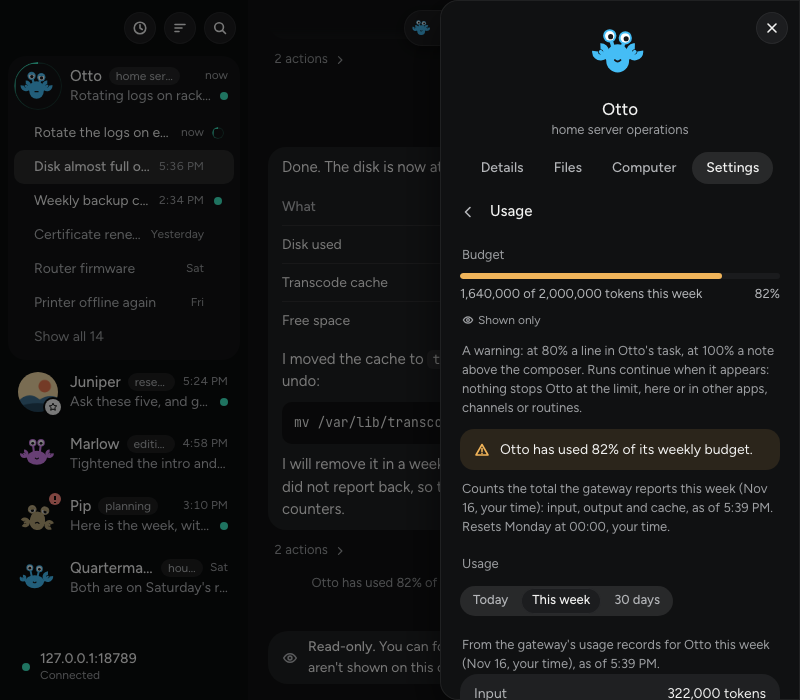 Otto home ser... now
Rotating logs on rack...
Rotate the logs on e... now
Disk almost full o... 5:36 PM
Weekly backup c... 2:34 PM
Certificate rene... Yesterday
Router firmware Sat
Printer offline again Fri
Show all 14
Juniper rese... 5:24 PM
Ask these five, and g...
Marlow editi... 4:58 PM
Tightened the intro and...
Pip planning 3:10 PM
Here is the week, wit...
Quarterma... hou... Sat
Both are on Saturday's r...
127.0.0.1:18789
Connected
2 actions
Done. The disk is now at
What
Disk used
Transcode cache
Free space
I moved the cache to t
undo:
mv /var/lib/transco
I will remove it in a week
did not report back, so t
counters.
2 actions
Otto has used 82% of
Read-only. You can fo
aren't shown on this c
Otto
home server operations
Details Files Computer Settings
Usage
Budget
1,640,000 of 2,000,000 tokens this week 82%
Shown only
A warning: at 80% a line in Otto's task, at 100% a note
above the composer. Runs continue when it appears:
nothing stops Otto at the limit, here or in other apps,
channels or routines.
Otto has used 82% of its weekly budget.
Counts the total the gateway reports this week (Nov
16, your time): input, output and cache, as of 5:39 PM.
Resets Monday at 00:00, your time.
Usage
Today This week 30 days
From the gateway's usage records for Otto this week
(Nov 16, your time), as of 5:39 PM.
Input 322,000 tokens